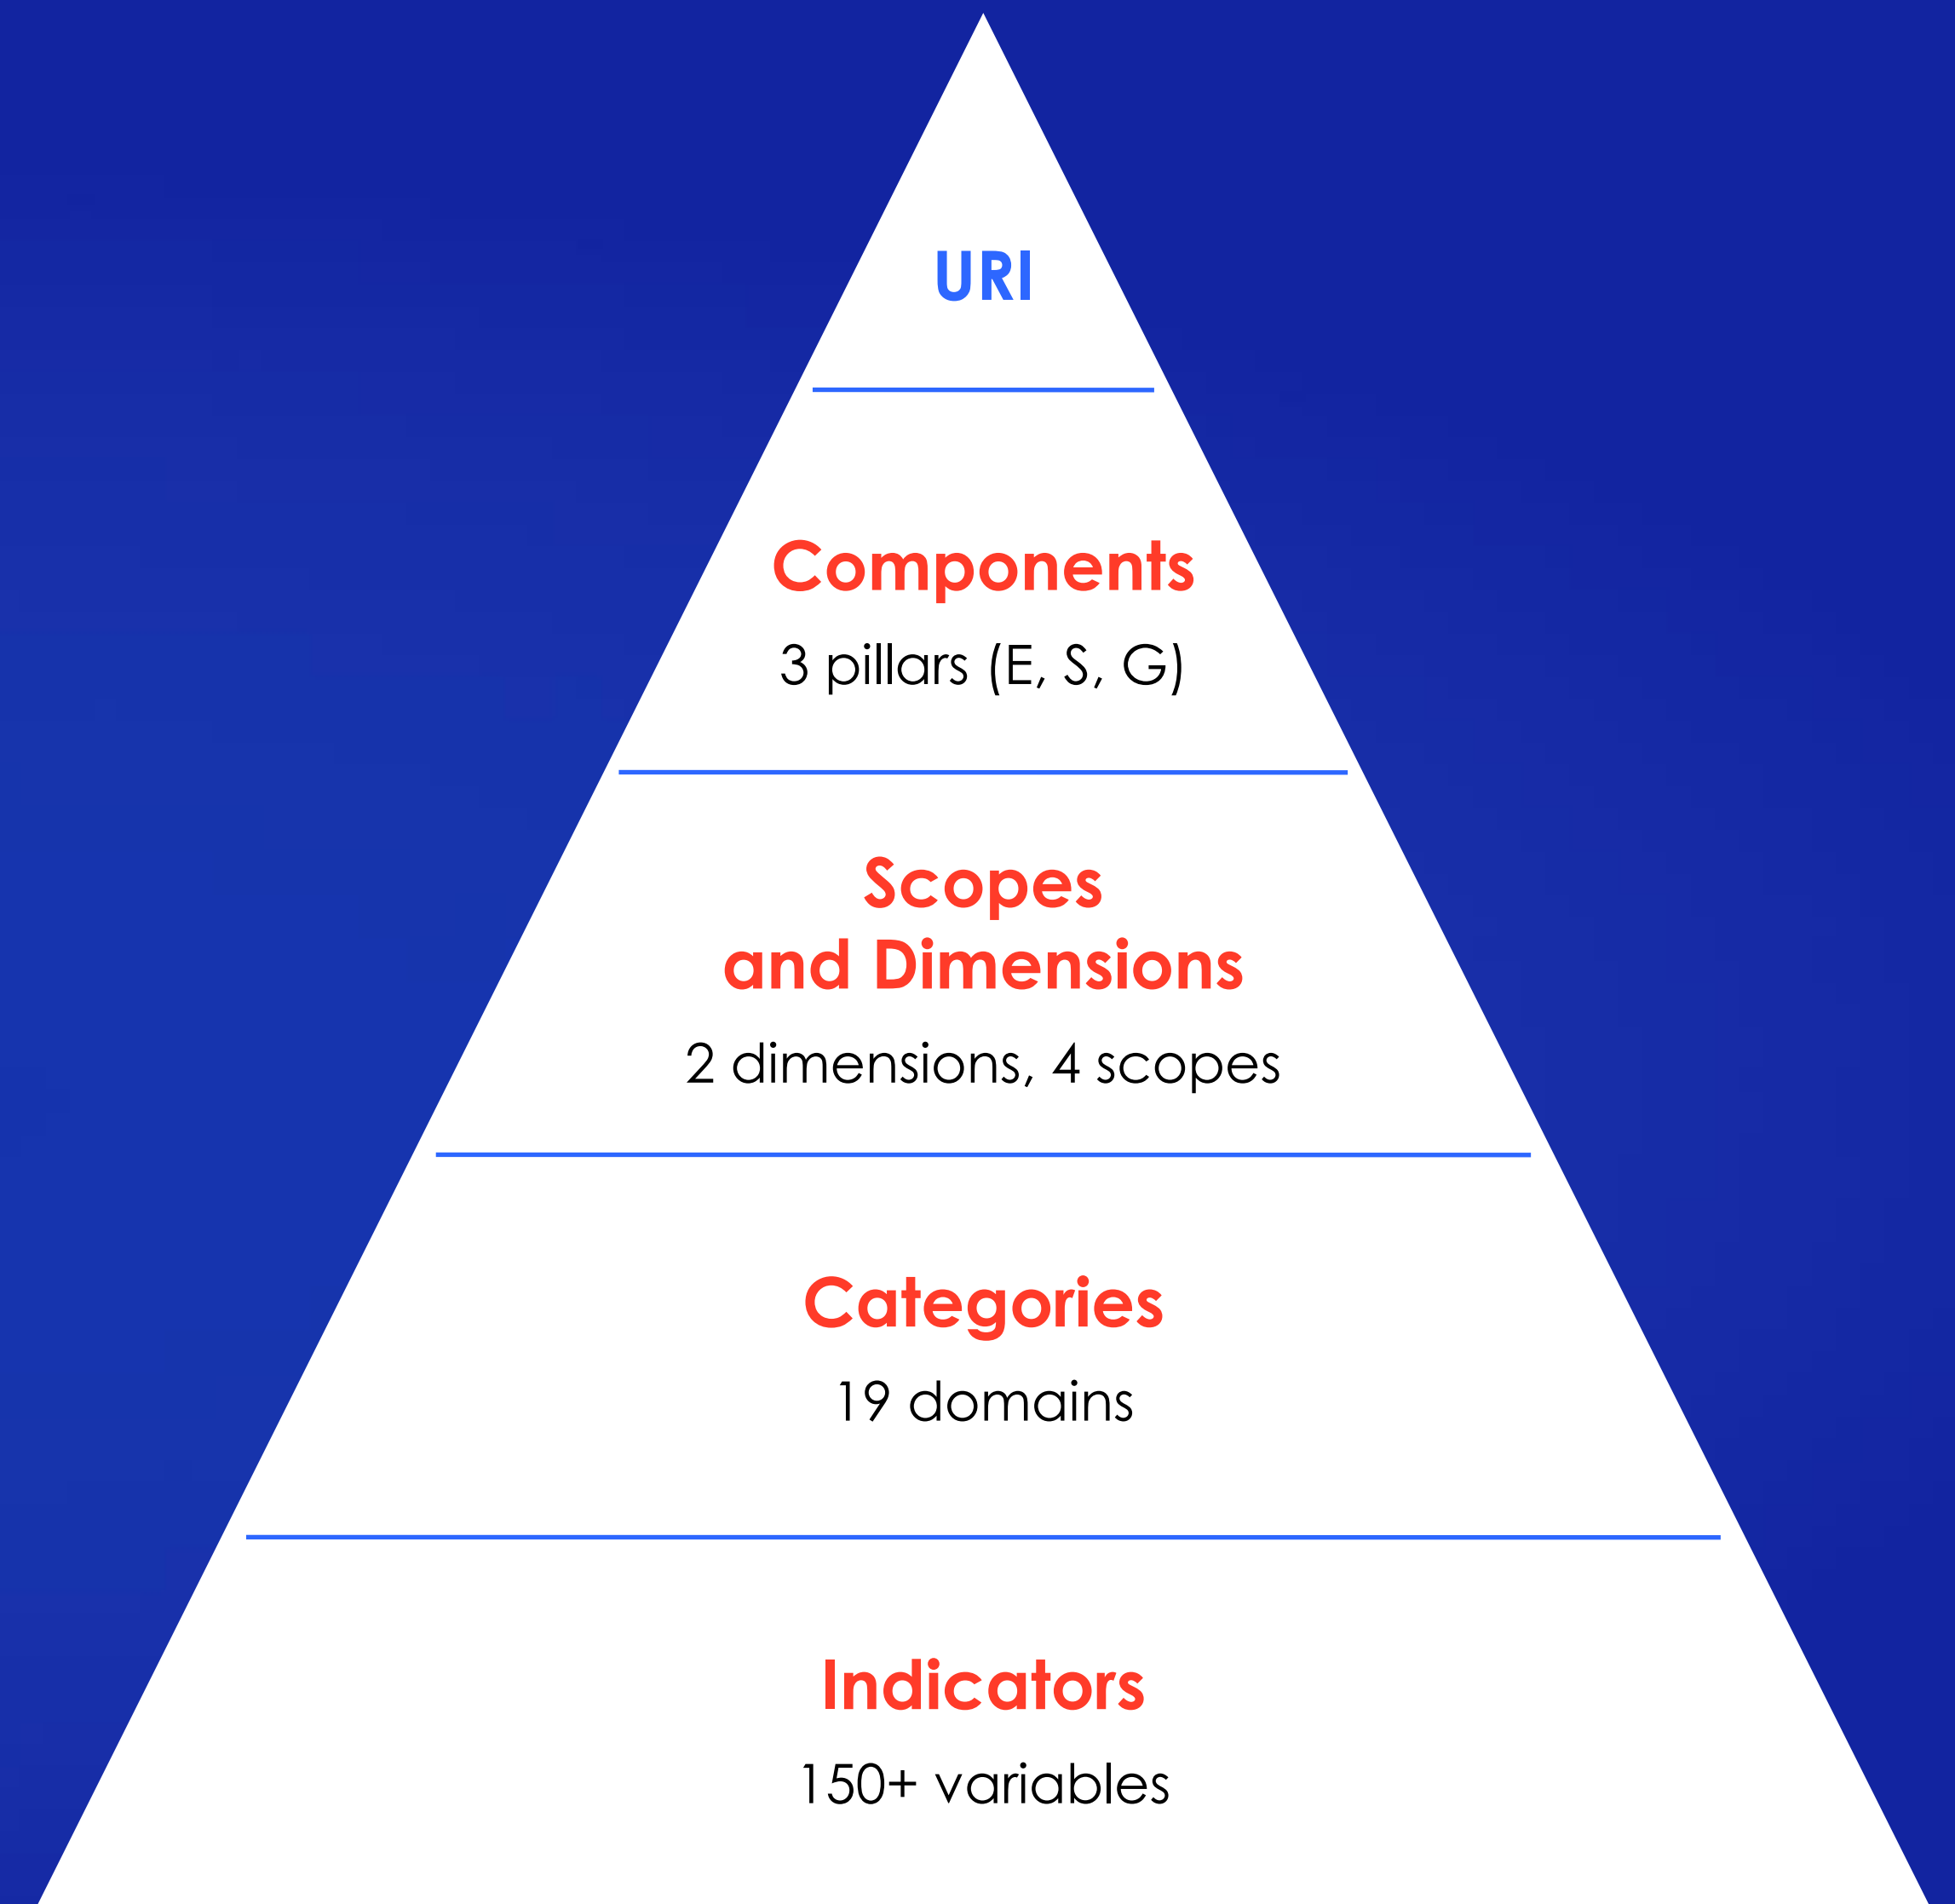 URI
Components
3 pillars (E, S, G)
Scopes
and Dimensions
2 dimensions, 4 scopes
Categories
19 domains
Indicators
150+ variables